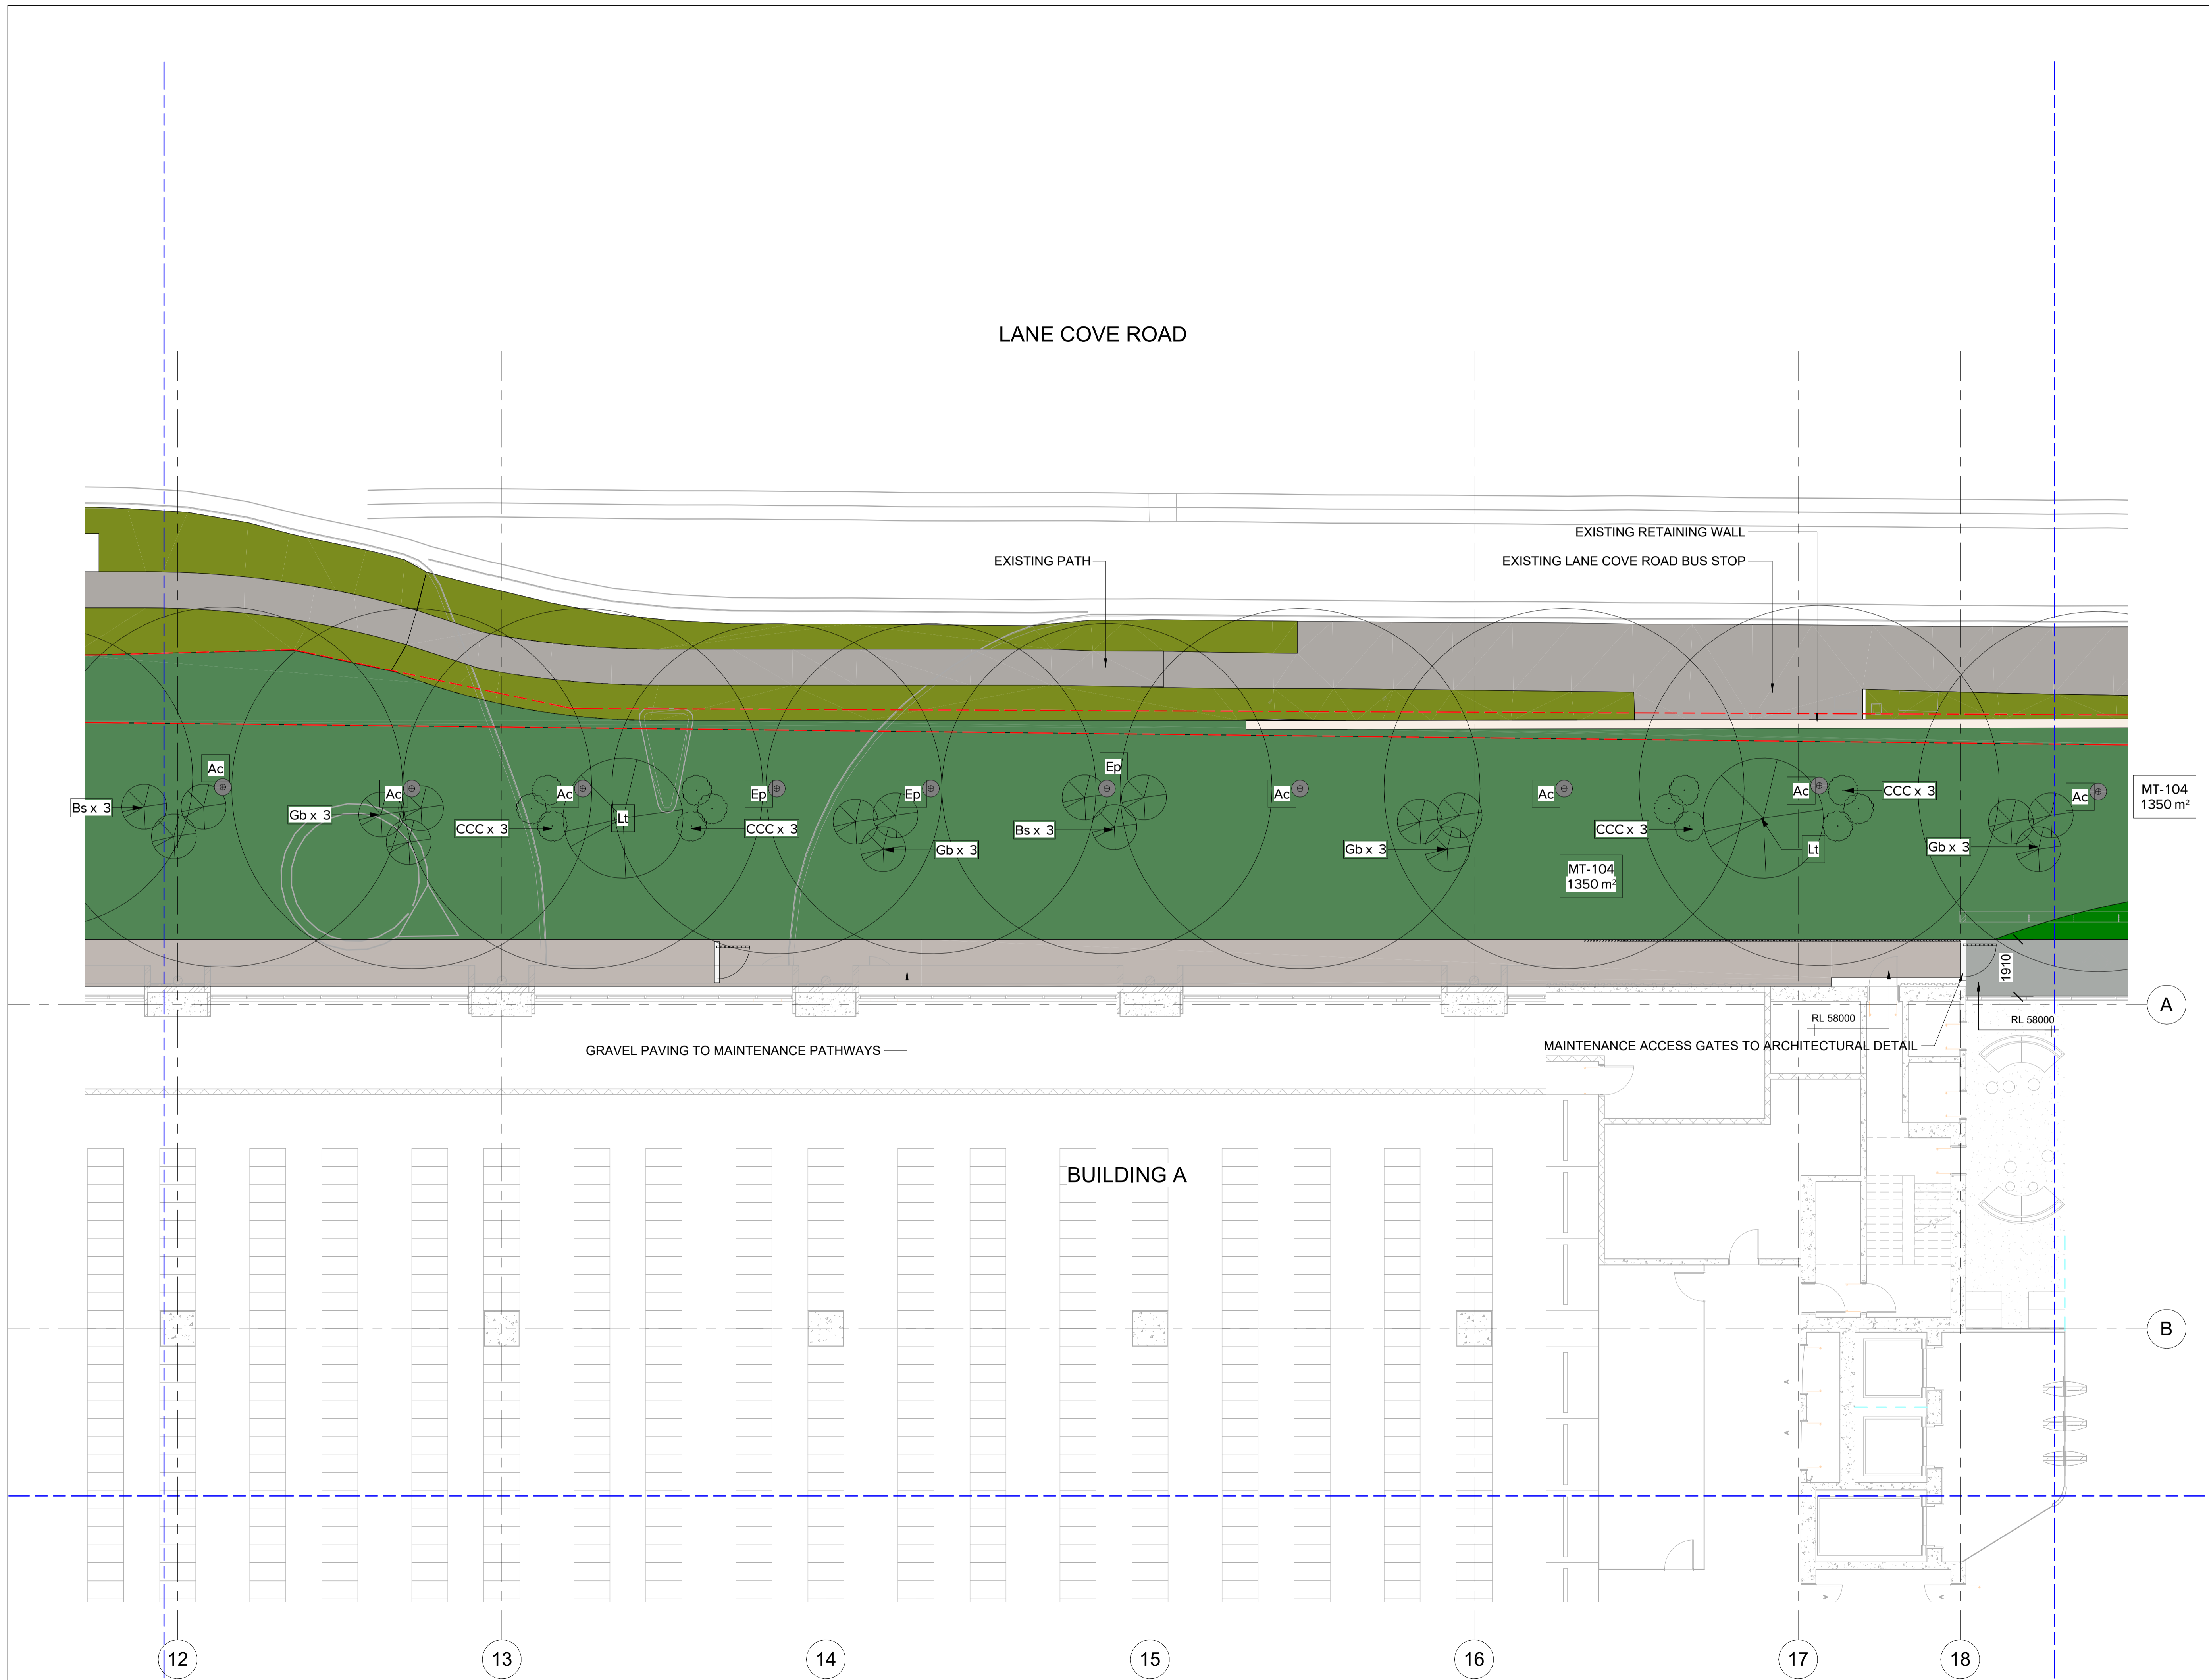 LANE COVE ROAD
EXISTING RETAINING WALL
EXISTING PATH
EXISTING LANE COVE ROAD BUS STOP
Ac
Ep
Ac
Ac
Ep
Ep
Ac
Ac
Ac
Ac
Bs x 3
Gb x 3
CCC x 3
Lt
CCC x 3
Gb x 3
Bs x 3
Gb x 3
CCC x 3
Lt
CCC x 3
Gb x 3
MT-104
1350 m²
MT-104
1350 m²
1910
A
RL 58000
RL 58000
GRAVEL PAVING TO MAINTENANCE PATHWAYS
MAINTENANCE ACCESS GATES TO ARCHITECTURAL DETAIL
BUILDING A
B
A
A
A
A
12
13
14
15
16
17
18